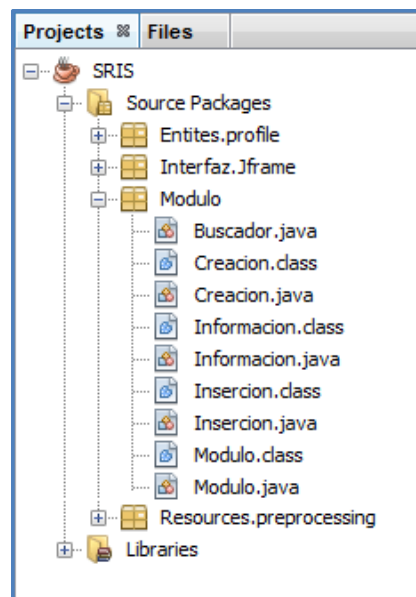 Projects Files
SRIS
Source Packages
Entites.profile
Interfaz.Jframe
Modulo
Buscador.java
Creacion.class
Creacion.java
Informacion.class
Informacion.java
Insercion.class
Insercion.java
Modulo.class
Modulo.java
Resources.preprocessing
Libraries